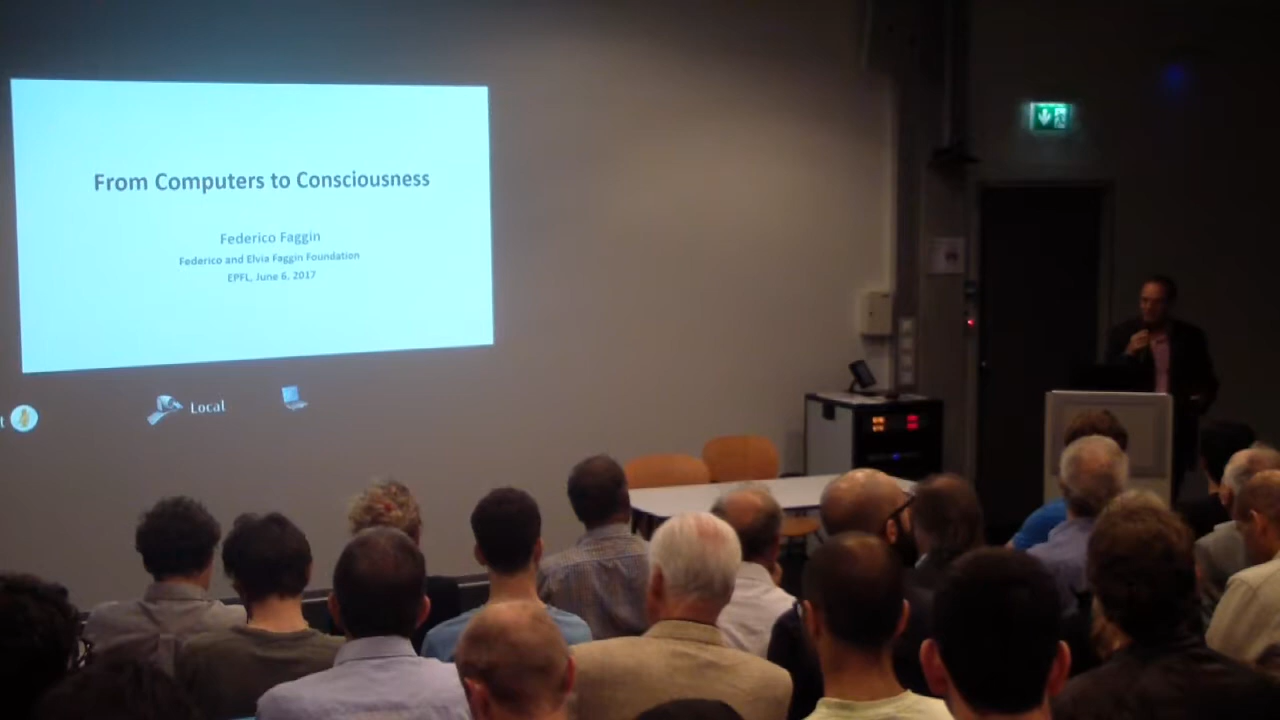 From Computers to Consciousness
Federico Faggin
Federico and Elvia Faggin Foundation
EPFL, June 6, 2017
t
Local